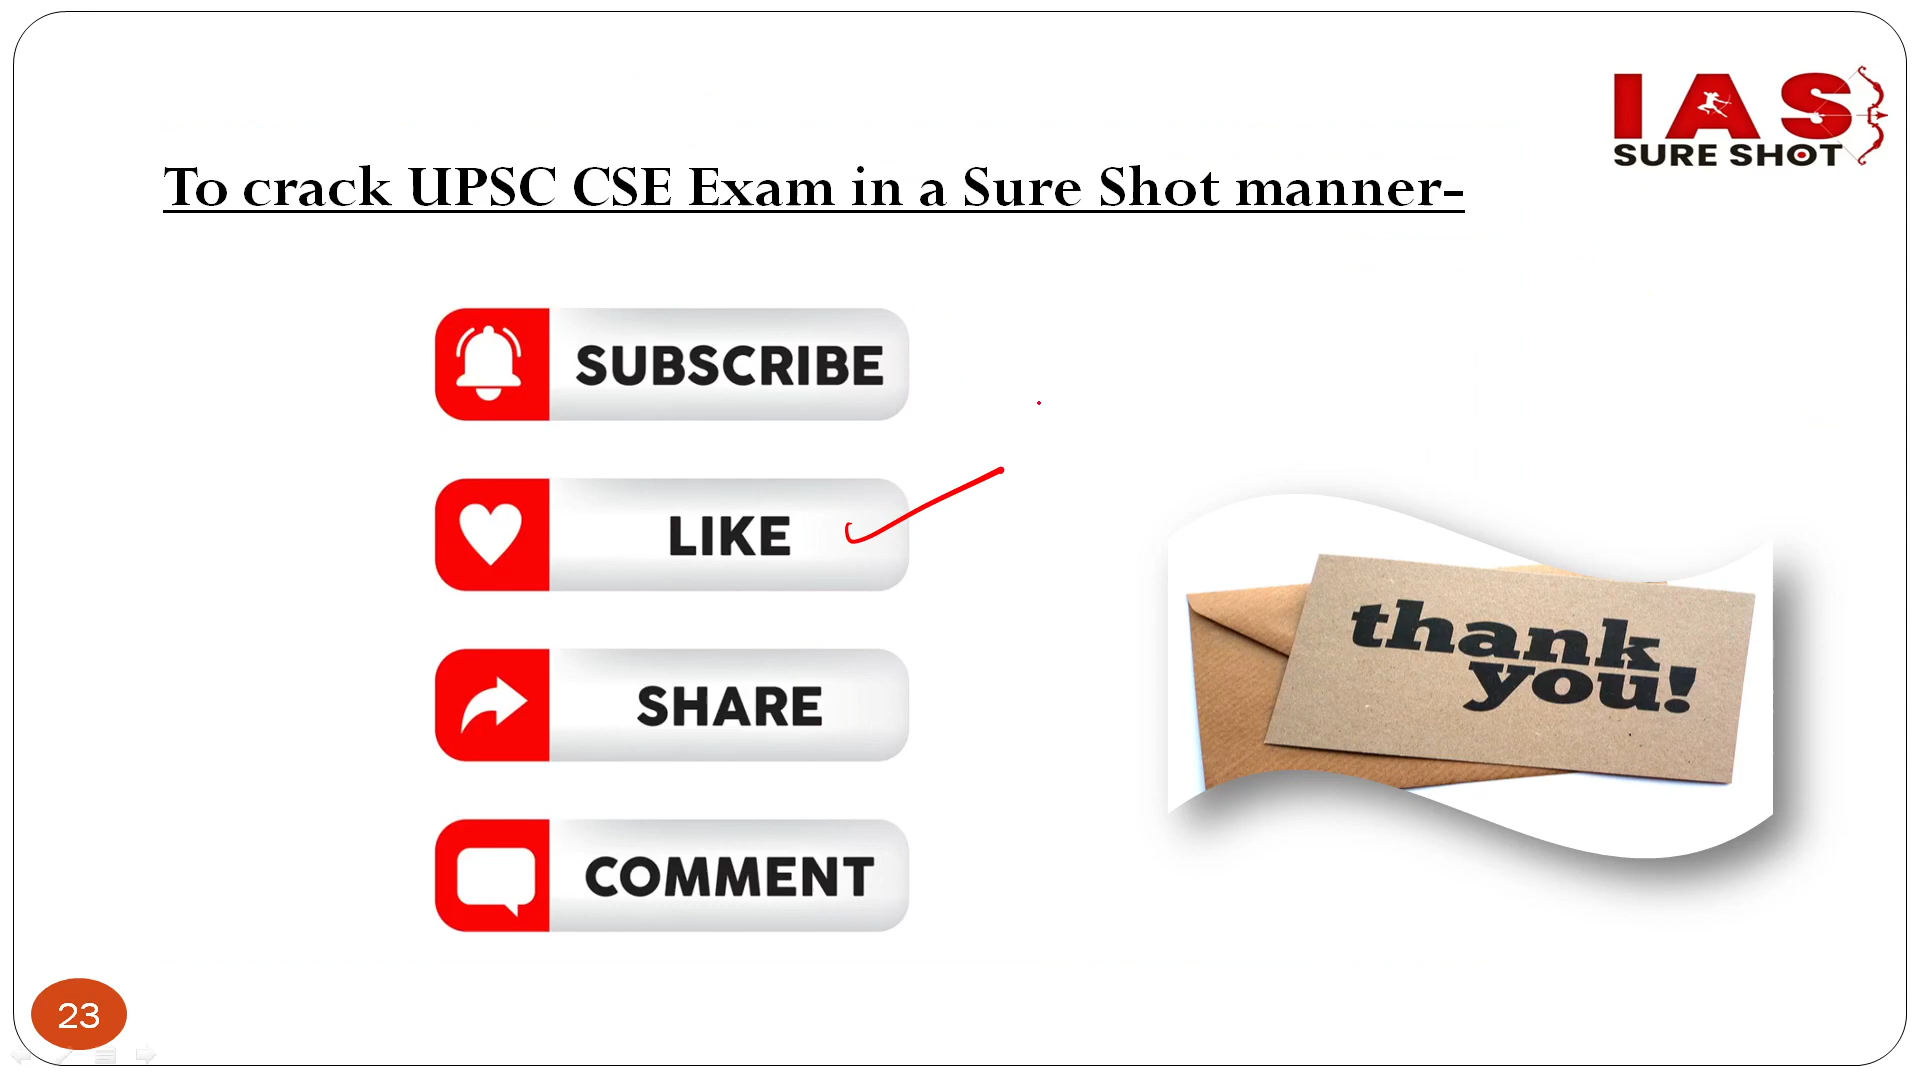 IAS
SURE SHOT
To crack UPSC CSE Exam in a Sure Shot manner-
SUBSCRIBE
LIKE
SHARE
COMMENT
thank
you!
23